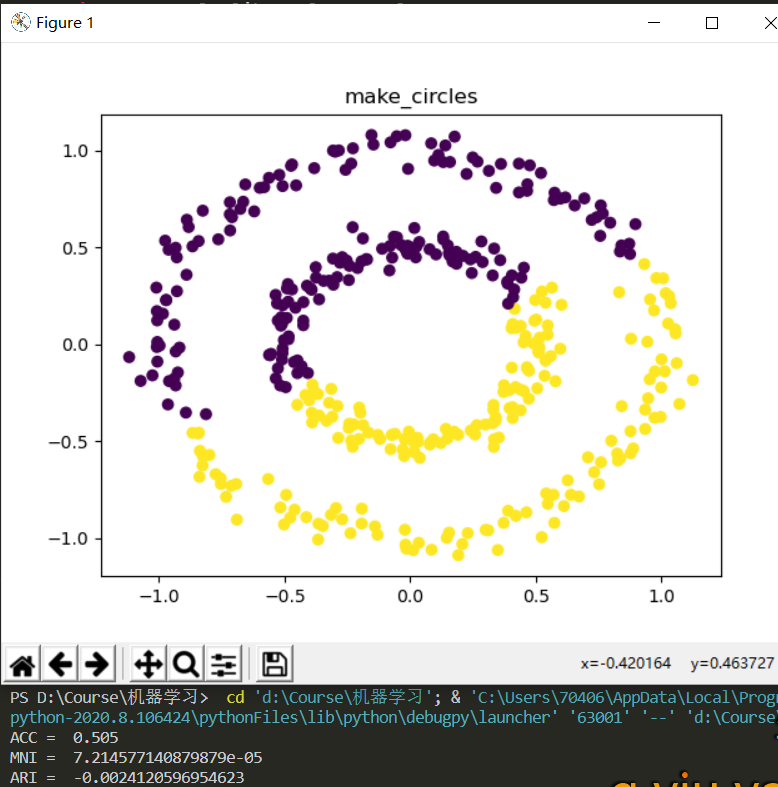 Figure 1
make_circles
1.0
0.5
0.0
−0.5
−1.0
−1.0 −0.5 0.0 0.5 1.0
x=-0.420164 y=0.463727
PS D:\Course\机器学习> cd 'd:\Course\机器学习'; & 'C:\Users\70406\AppData\Local\Prog
python-2020.8.106424\pythonFiles\lib\python\debugpy\launcher' '63001' '--' 'd:\Course
ACC = 0.505
MNI = 7.214577140879879e-05
ARI = -0.0024120596954623